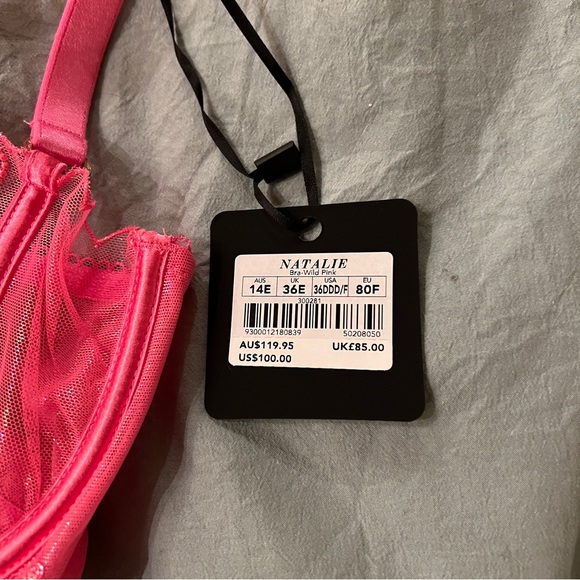 NATALIE
Bra-Wild Pink
AUS UK USA EU
14E 36E 36DDD/F 80F
300281
9300012180839 50208050
AU$119.95 UK£85.00
US$100.00